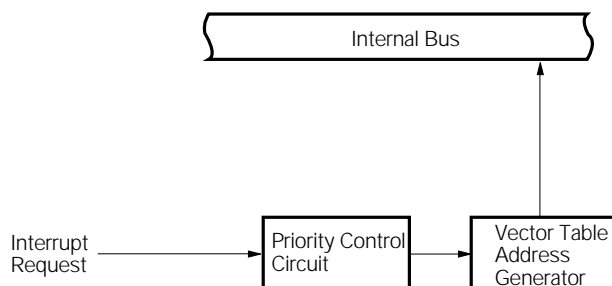 Internal Bus
Interrupt
Request
Priority Control
Circuit
Vector Table
Address
Generator